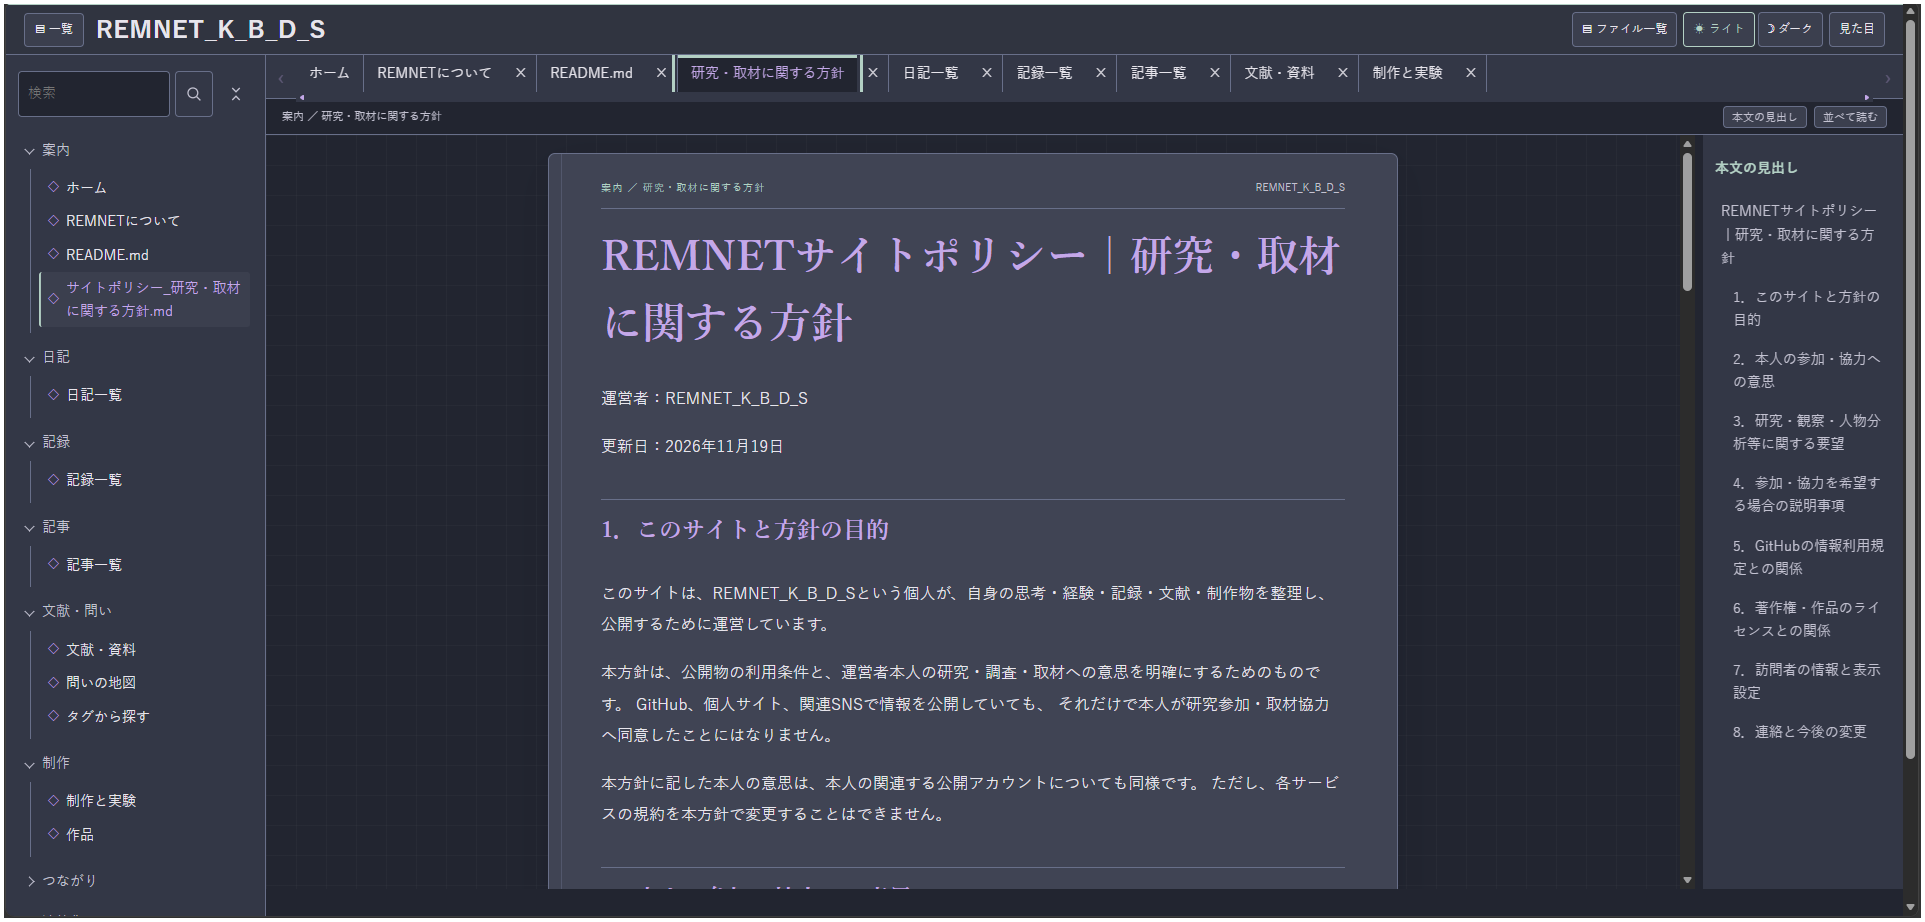 一覧
REMNET_K_B_D_S
ファイル一覧
ライト
ダーク
見た目
検索
ホーム
REMNETについて
README.md
研究・取材に関する方針
日記一覧
記録一覧
記事一覧
文献・資料
制作と実験
案内 ／ 研究・取材に関する方針
本文の見出し
並べて読む
案内
ホーム
REMNETについて
README.md
サイトポリシー_研究・取材
に関する方針.md
日記
日記一覧
記録
記録一覧
記事
記事一覧
文献・問い
文献・資料
問いの地図
タグから探す
制作
制作と実験
作品
つながり
案内 ／ 研究・取材に関する方針
REMNET_K_B_D_S
REMNETサイトポリシー｜研究・取材
に関する方針
運営者：REMNET_K_B_D_S
更新日：2026年11月19日
1. このサイトと方針の目的
このサイトは、REMNET_K_B_D_Sという個人が、自身の思考・経験・記録・文献・制作物を整理し、
公開するために運営しています。
本方針は、公開物の利用条件と、運営者本人の研究・調査・取材への意思を明確にするためのもので
す。 GitHub、個人サイト、関連SNSで情報を公開していても、 それだけで本人が研究参加・取材協力
へ同意したことにはなりません。
本方針に記した本人の意思は、本人の関連する公開アカウントについても同様です。 ただし、各サービ
スの規約を本方針で変更することはできません。
本文の見出し
REMNETサイトポリシー
｜研究・取材に関する方
針
1. このサイトと方針の
目的
2. 本人の参加・協力へ
の意思
3. 研究・観察・人物分
析等に関する要望
4. 参加・協力を希望す
る場合の説明事項
5. GitHubの情報利用規
定との関係
6. 著作権・作品のライ
センスとの関係
7. 訪問者の情報と表示
設定
8. 連絡と今後の変更